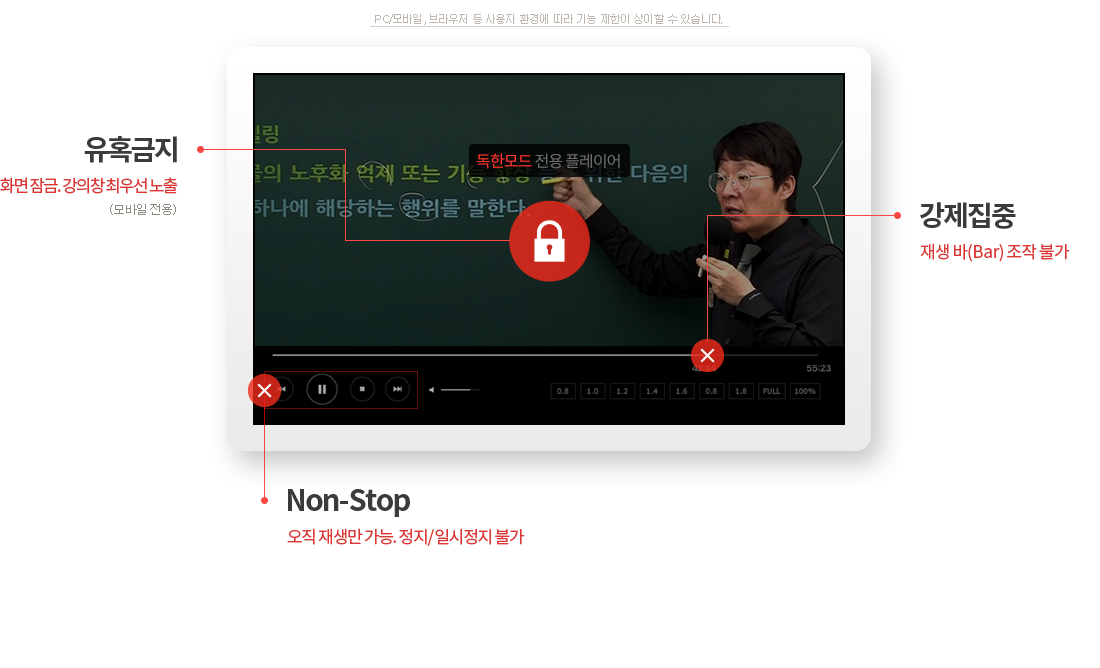 PC/모바일, 브라우저 등 사용자 환경에 따라 기능 제한이 상이할 수 있습니다.
유혹금지
화면 잠금. 강의창 최우선 노출
(모바일 전용)
독한모드 전용 플레이어
노후화 억제 또는 기능 향상 다음의
하나에 해당하는 행위를 말한다.
강제집중
재생 바(Bar) 조작 불가
55:23
0.8 1.0 1.2 1.4 1.6 0.8 1.8 FULL 100%
Non-Stop
오직 재생만 가능. 정지/일시정지 불가